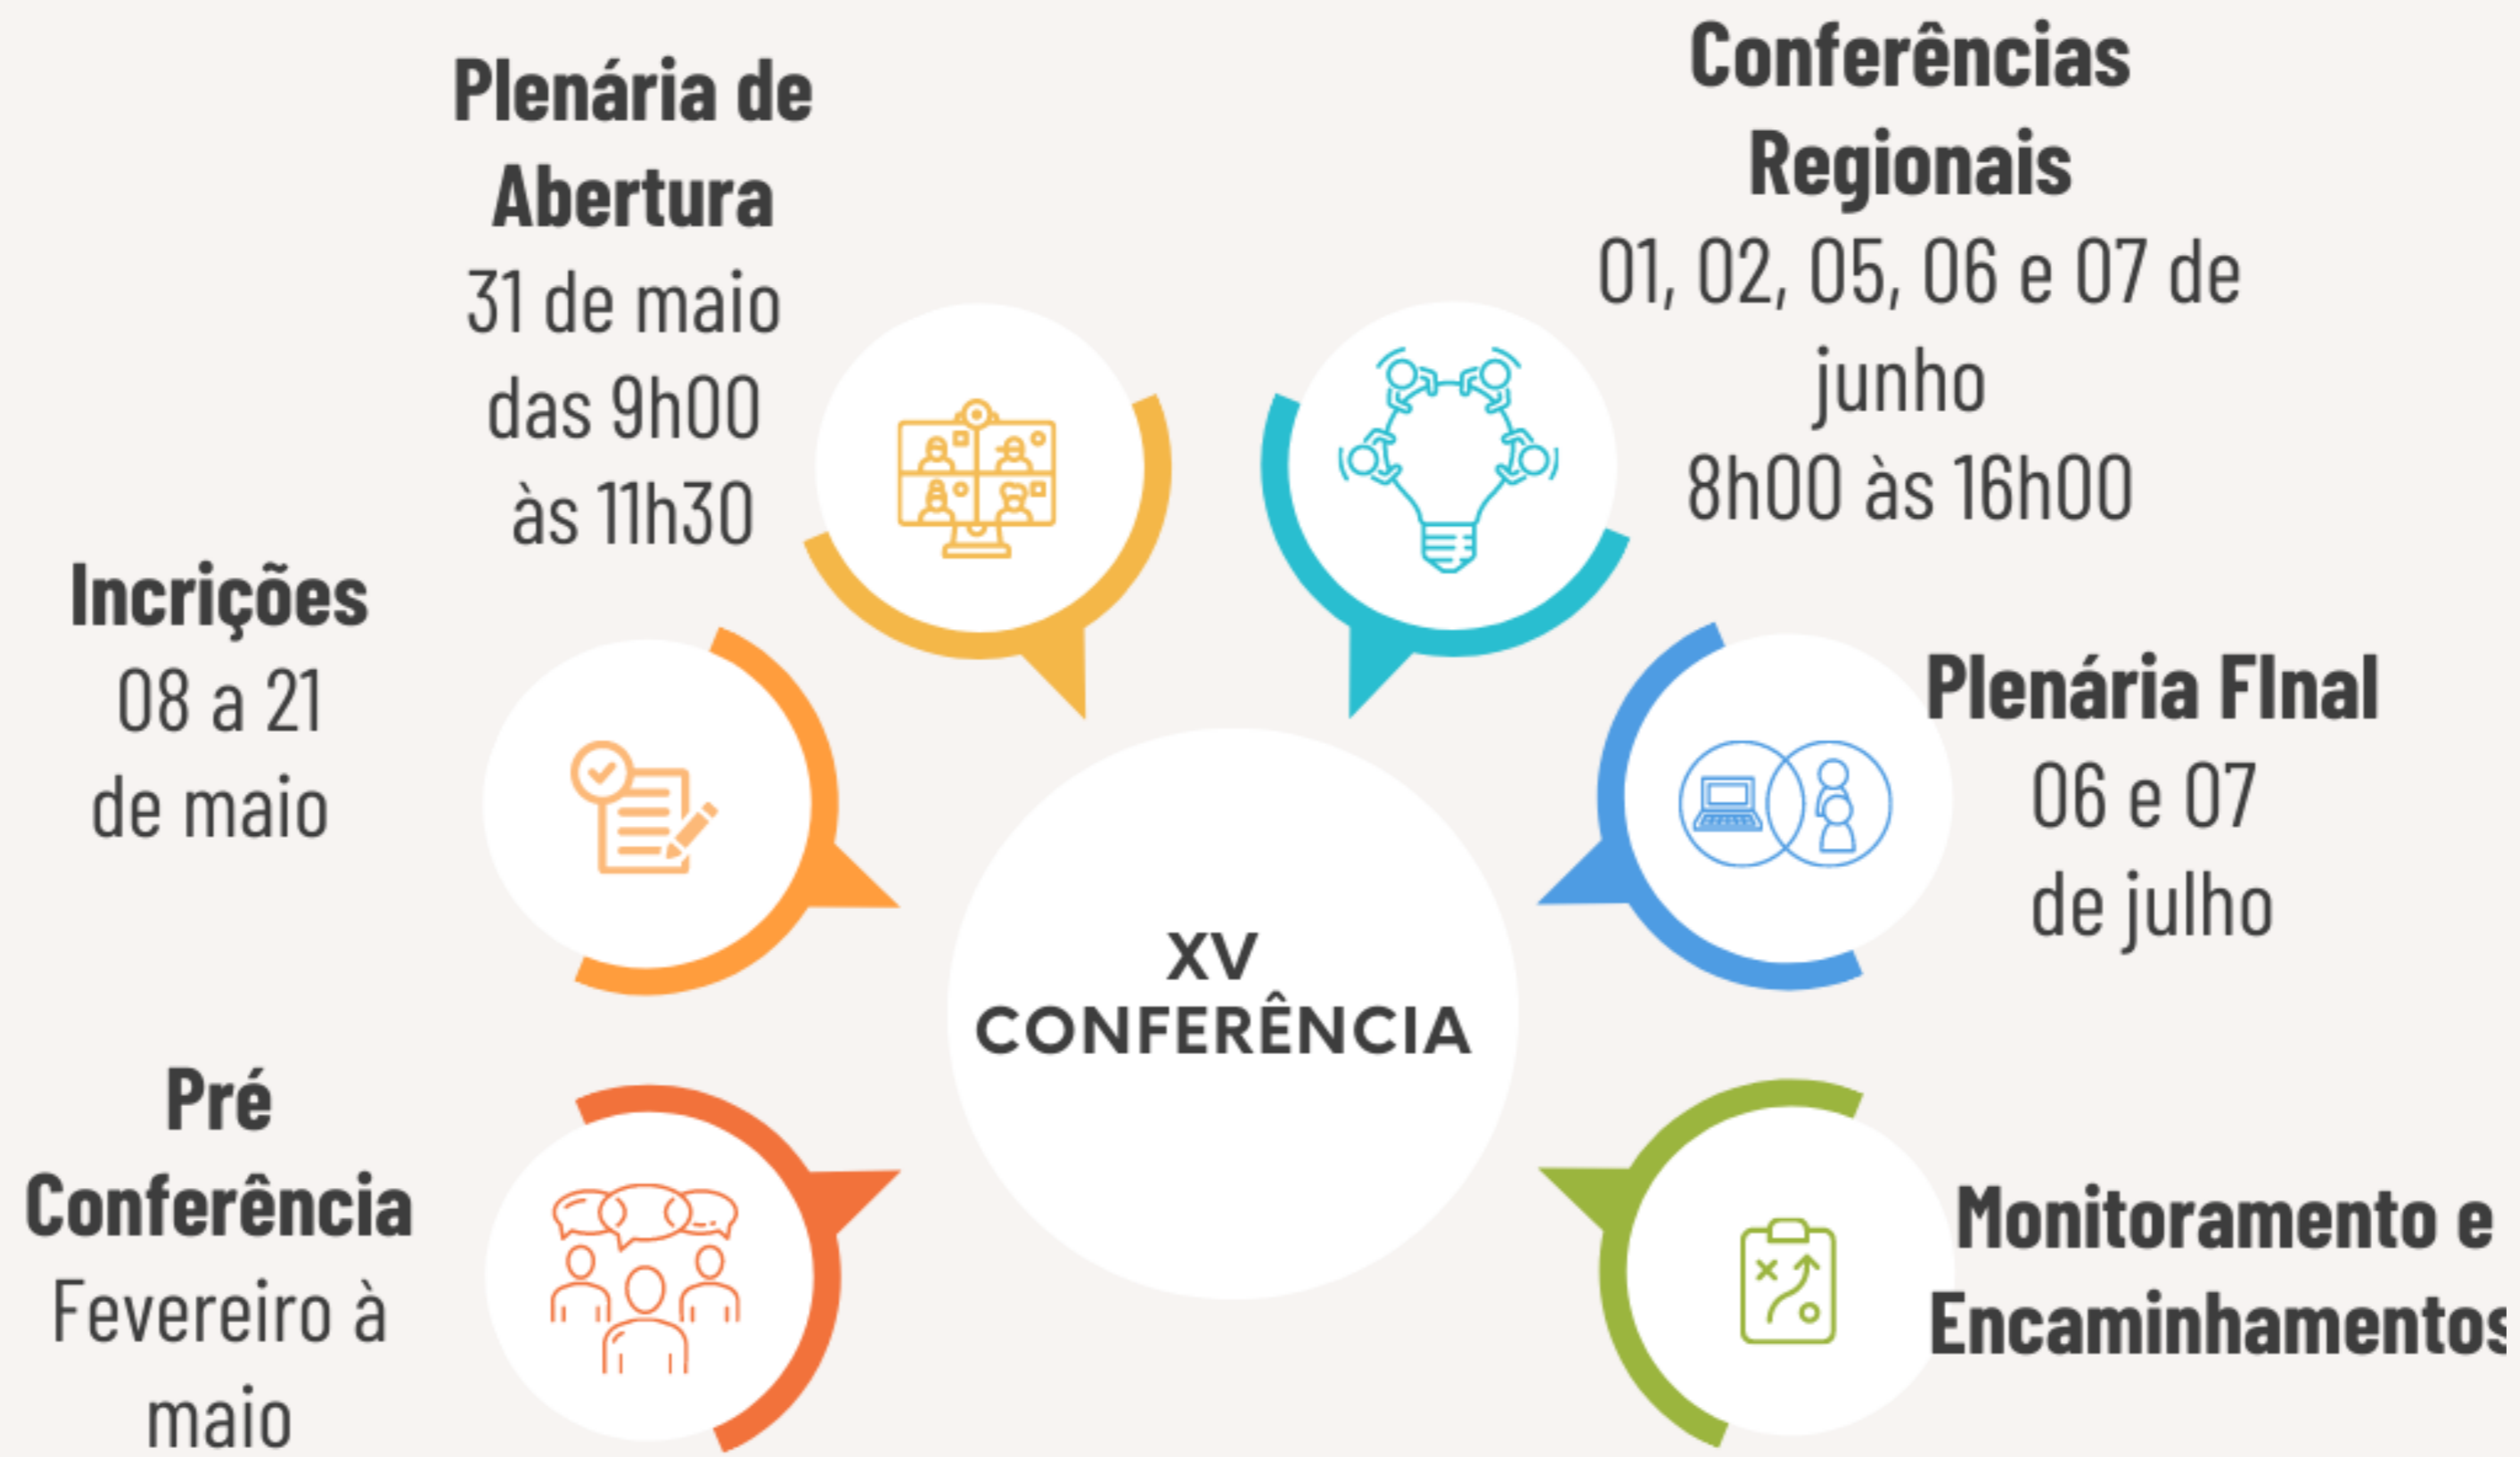 Pré
Conferência
Fevereiro à
maio
Incrições
08 a 21
de maio
Plenária de
Abertura
31 de maio
das 9h00
às 11h30
Conferências
Regionais
01, 02, 05, 06 e 07 de
junho
8h00 às 16h00
Plenária FInal
06 e 07
de julho
Monitoramento e
Encaminhamentos
XV
CONFERÊNCIA